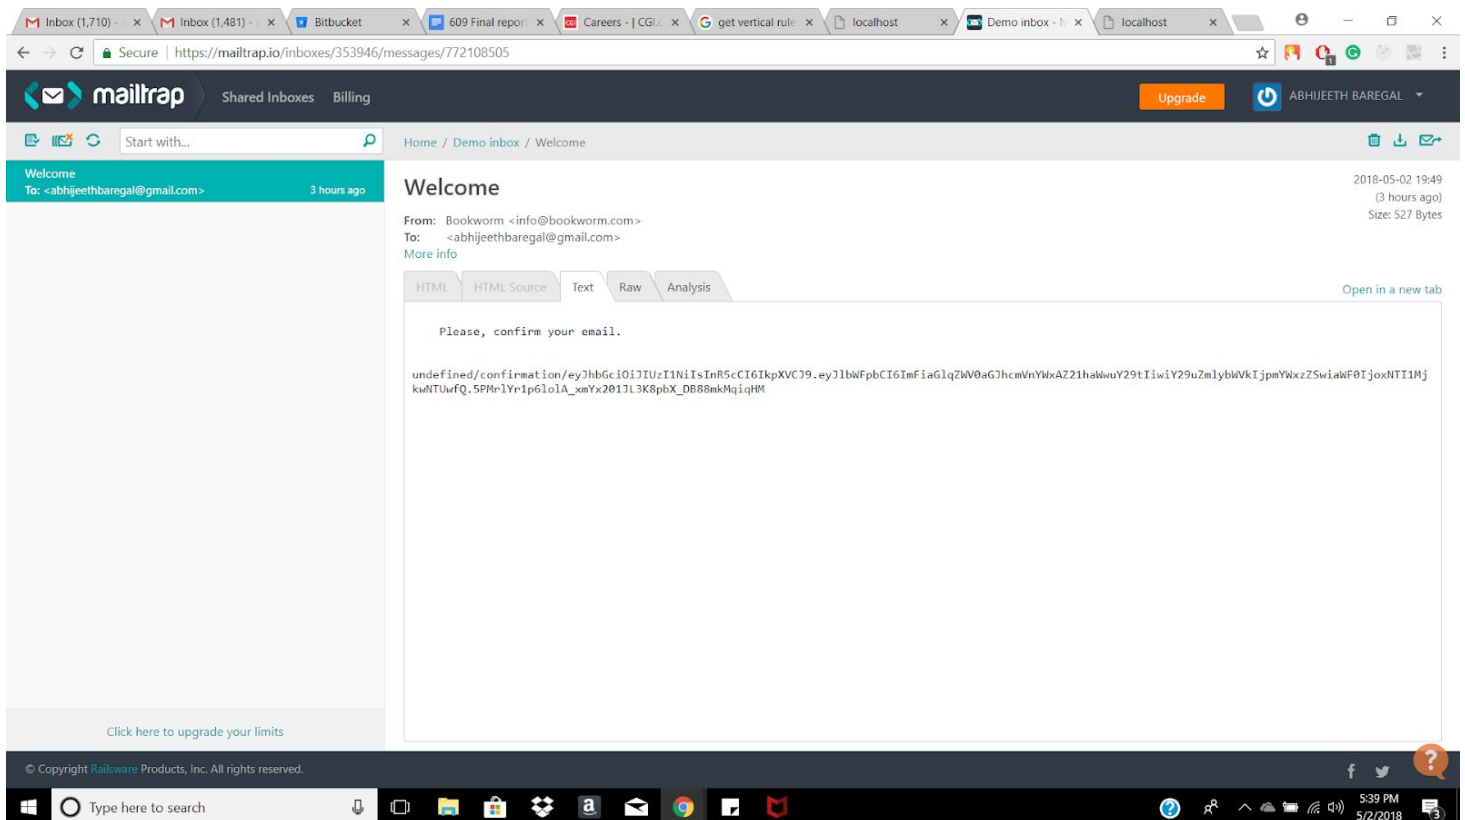 Inbox (1,710) -
Inbox (1,481) -
Bitbucket
609 Final report
Careers - | CGI.c
get vertical rule
localhost
Demo inbox - M
localhost
Secure | https://mailtrap.io/inboxes/353946/messages/772108505
mailtrap
Shared Inboxes Billing
Upgrade
ABHIJEETH BAREGAL
Start with...
Home / Demo inbox / Welcome
Welcome
To: <abhijeethbaregal@gmail.com> 3 hours ago
Welcome
2018-05-02 19:49
(3 hours ago)
Size: 527 Bytes
From: Bookworm <info@bookworm.com>
To: <abhijeethbaregal@gmail.com>
More info
HTML HTML Source Text Raw Analysis
Open in a new tab
Please, confirm your email.
undefined/confirmation/eyJhbGciOiJIUzI1NiIsInR5cCI6IkpXVCJ9.eyJlbWFpbCI6ImFiaGlqZWV0aGJhcmVnYWxAZ21haWwuY29tIiwiY29uZmlybWVkIjpmYWxzZSwiaWF0IjoxNTI1Mj
kwNTUwfQ.5PMrlYr1p6lolA_xmYx201JL3K8pbX_DB88mkMqiqHM
Click here to upgrade your limits
© Copyright Railsware Products, Inc. All rights reserved.
Type here to search
5:39 PM
5/2/2018